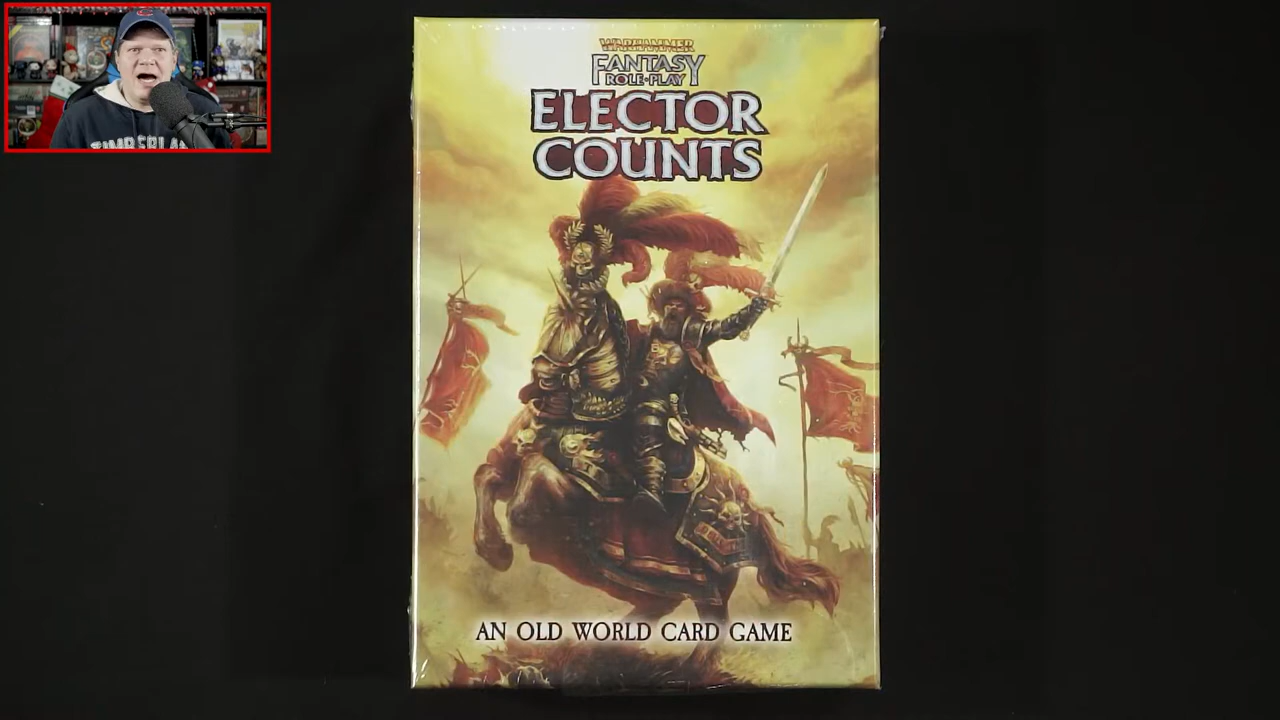 WARHAMMER
FANTASY
ROLE·PLAY
ELECTOR
COUNTS
AN OLD WORLD CARD GAME